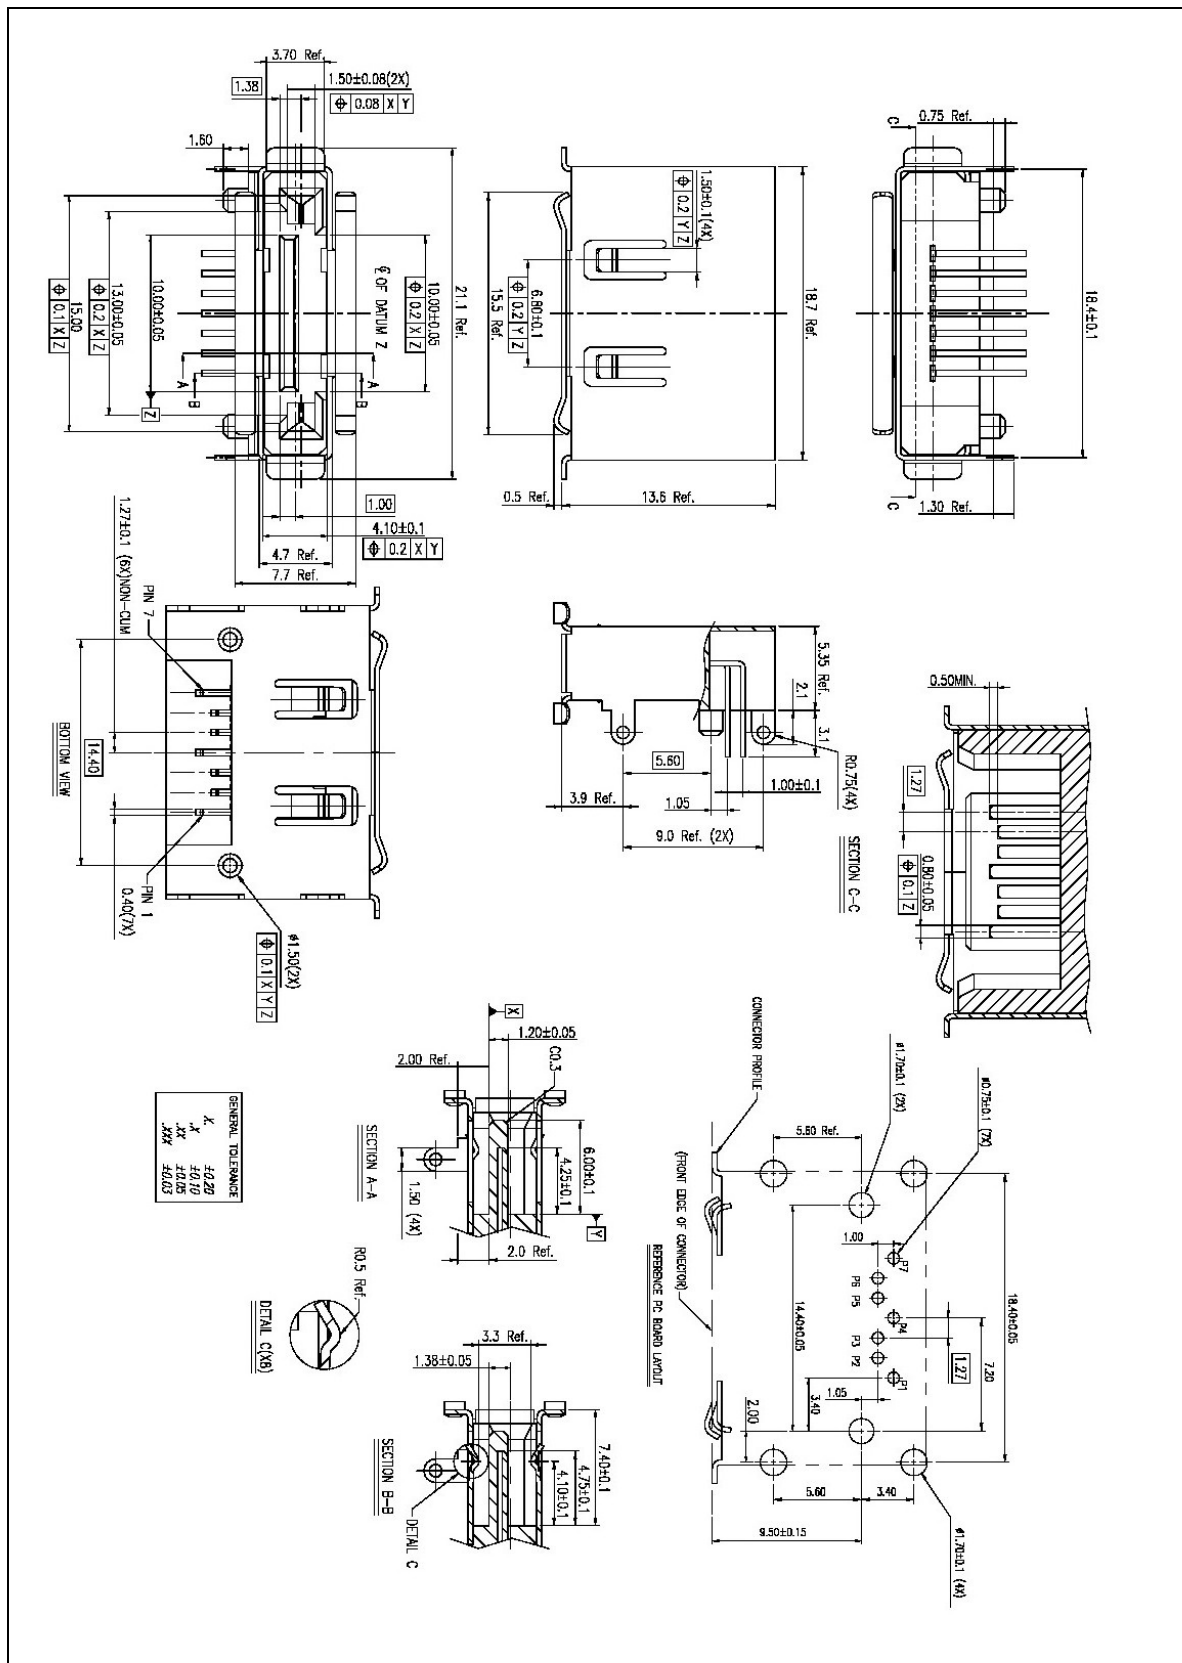 3.70 Ref.
1.38
1.50±0.08(2X)
⌖ 0.08 X Y
1.60
15.00
⌖ 0.1 X Z
13.00±0.05
⌖ 0.2 X Z
10.00±0.05
Z
℄ OF DATUM Z
10.00±0.05
⌖ 0.2 X Z
21.1 Ref.
A
A
B
B
1.00
4.10±0.1
⌖ 0.2 X Y
4.7 Ref.
7.7 Ref.
1.50±0.1(4X)
⌖ 0.2 Y Z
6.80±0.1
⌖ 0.2 Y Z
15.5 Ref.
18.7 Ref.
0.5 Ref.
13.6 Ref.
C
C
0.75 Ref.
18.4±0.1
1.30 Ref.
1.27±0.1 (6X)NON-CUM
PIN 7
14.40
BOTTOM VIEW
PIN 1
0.40(7X)
ø1.50(2X)
⌖ 0.1 X Y Z
5.35 Ref.
2.1
3.1
R0.75(4X)
5.60
1.00±0.1
1.05
3.9 Ref.
9.0 Ref. (2X)
0.50MIN.
1.27
0.80±0.05
⌖ 0.1 Z
SECTION C-C
X
1.20±0.05
C0.3
2.00 Ref.
6.00±0.1
4.25±0.1
Y
1.50 (4X)
2.0 Ref.
SECTION A-A
GENERAL TOLERANCE
X. ±0.20
.X ±0.10
.XX ±0.05
.XXX ±0.03
R0.5 Ref.
DETAIL C(X8)
3.3 Ref.
1.38±0.05
7.40±0.1
4.75±0.1
4.10±0.1
SECTION B-B
DETAIL C
CONNECTOR PROFILE
(FRONT EDGE OF CONNECTOR)
REFERENCE PC BOARD LAYOUT
ø1.70±0.1 (2X)
ø0.75±0.1 (7X)
5.80 Ref.
1.00
P7
P6
P5
P4
P3
P2
P1
14.40±0.05
18.40±0.05
7.20
1.27
1.05
3.40
2.00
5.60
3.40
9.50±0.15
ø1.70±0.1 (4X)